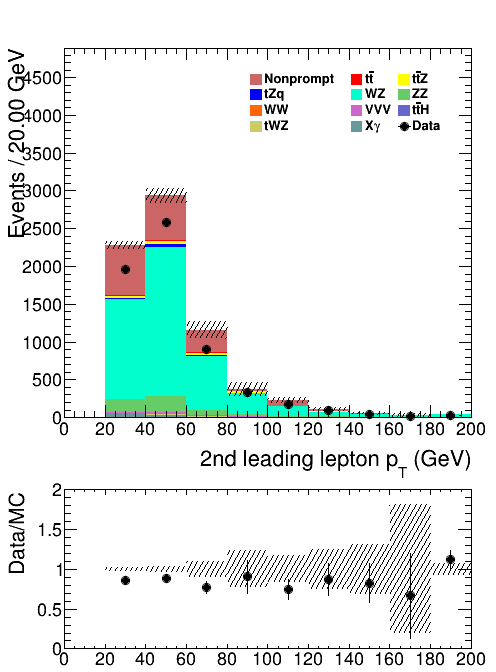 Events / 20.00 GeV
4500
4000
3500
3000
2500
2000
1500
1000
500
0
Nonprompt tt̄ tt̄Z
tZq WZ ZZ
WW VVV tt̄H
tWZ Xγ Data
0 20 40 60 80 100 120 140 160 180 200
2nd leading lepton p_T (GeV)
Data/MC
2
1.5
1
0.5
0
0 20 40 60 80 100 120 140 160 180 200